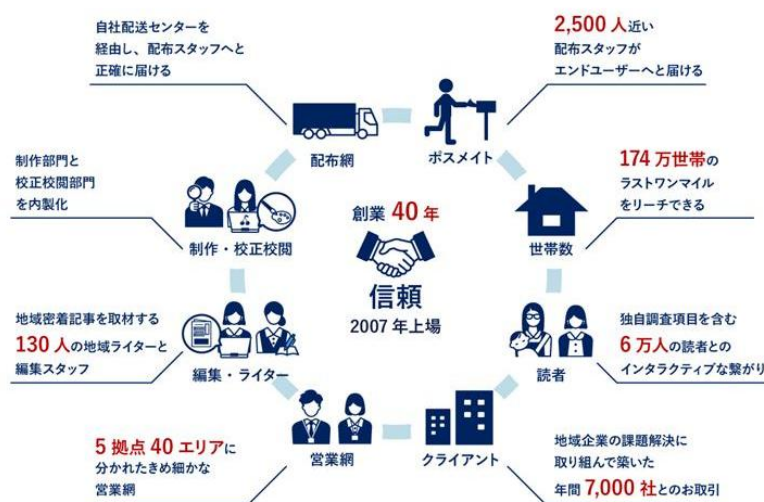 自社配送センターを
経由し、配布スタッフへと
正確に届ける
配布網
2,500 人近い
配布スタッフが
エンドユーザーへと届ける
ポスメイト
174 万世帯の
ラストワンマイル
をリーチできる
世帯数
独自調査項目を含む
6 万人の読者との
インタラクティブな繋がり
読者
地域企業の課題解決に
取り組んで築いた
年間 7,000 社とのお取引
クライアント
5 拠点 40 エリアに
分かれたきめ細かな
営業網
営業網
地域密着記事を取材する
130 人の地域ライターと
編集スタッフ
編集・ライター
制作部門と
校正校閲部門
を内製化
制作・校正校閲
創業 40 年
信頼
2007 年上場